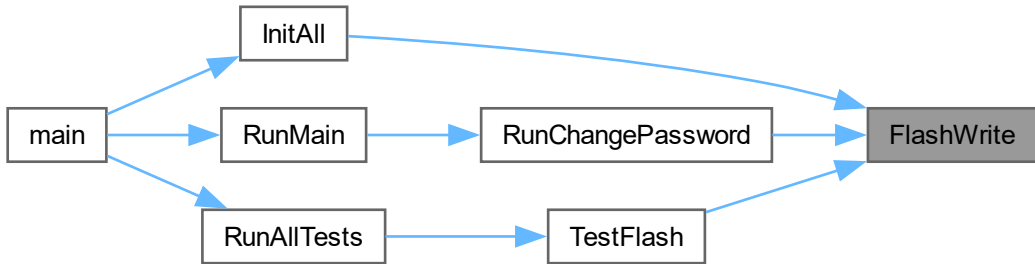 InitAll
main
RunMain
RunChangePassword
FlashWrite
RunAllTests
TestFlash